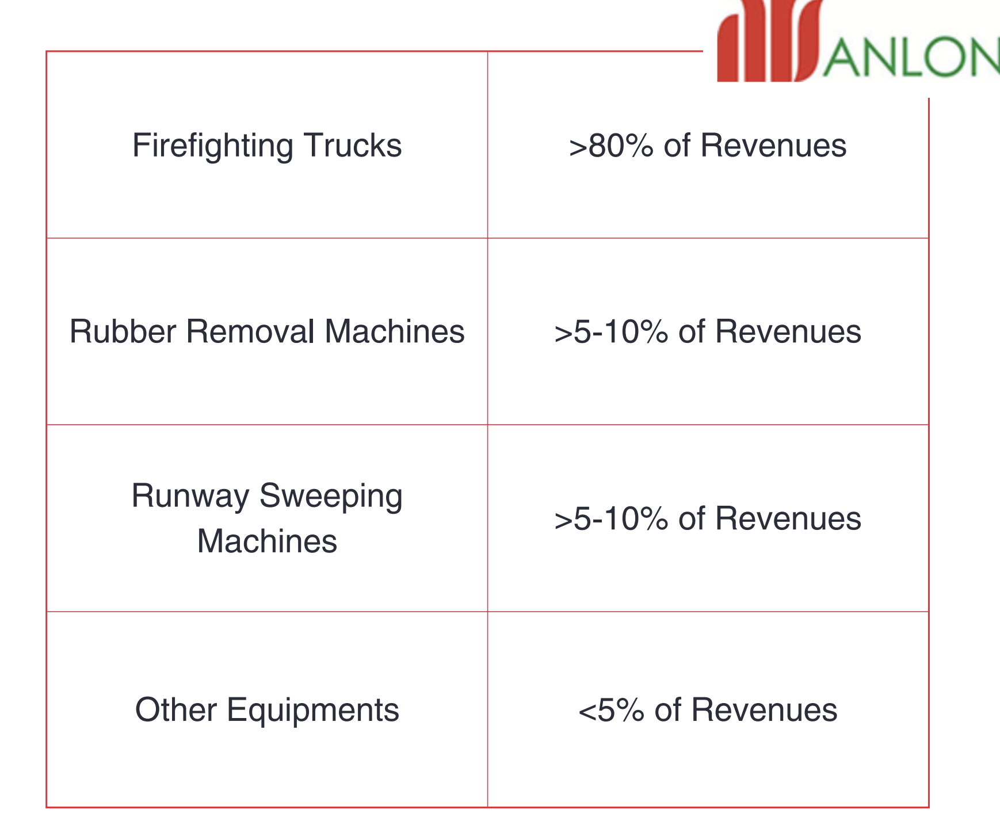 ANLON
Firefighting Trucks
>80% of Revenues
Rubber Removal Machines
>5-10% of Revenues
Runway Sweeping
Machines
>5-10% of Revenues
Other Equipments
<5% of Revenues